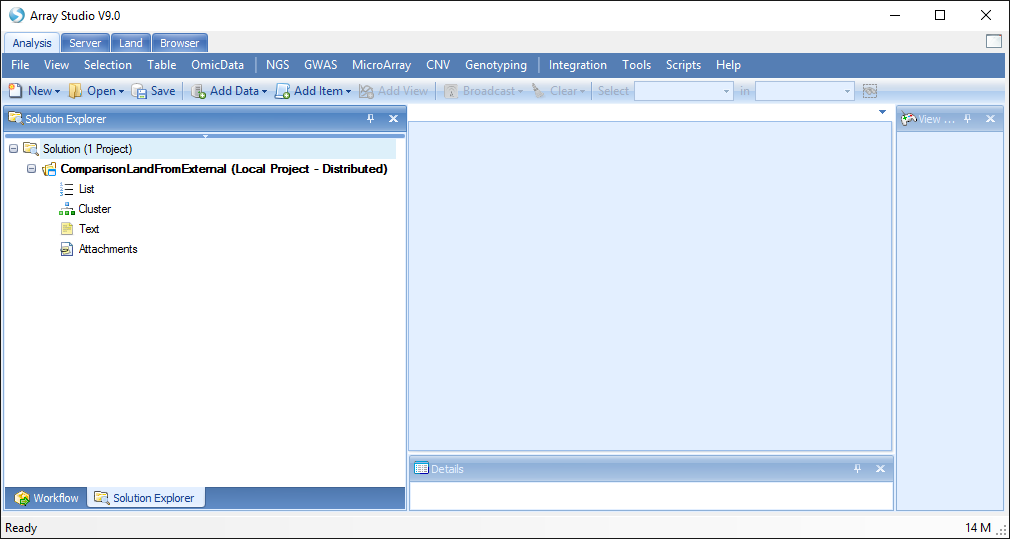 Array Studio V9.0
Analysis Server Land Browser
File View Selection Table OmicData NGS GWAS MicroArray CNV Genotyping Integration Tools Scripts Help
New Open Save Add Data Add Item Add View Broadcast Clear Select in
Solution Explorer
View ...
Solution (1 Project)
ComparisonLandFromExternal (Local Project - Distributed)
List
Cluster
Text
Attachments
Details
Workflow Solution Explorer
Ready 14 M